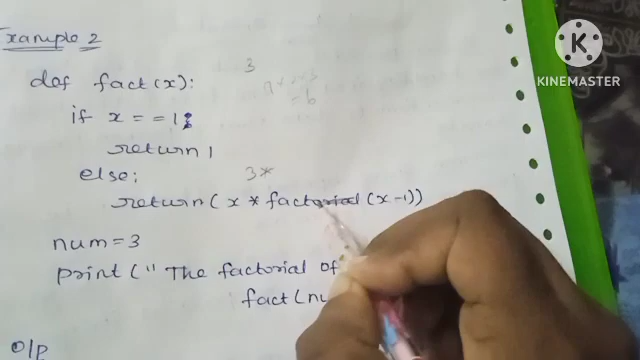 Example 2
def fact(x):
3
if x == 1:
return 1
3*
else:
return(x * factorial(x-1))
num=3
print(" The factorial of
fact(nu
o/p
K
KINEMASTER